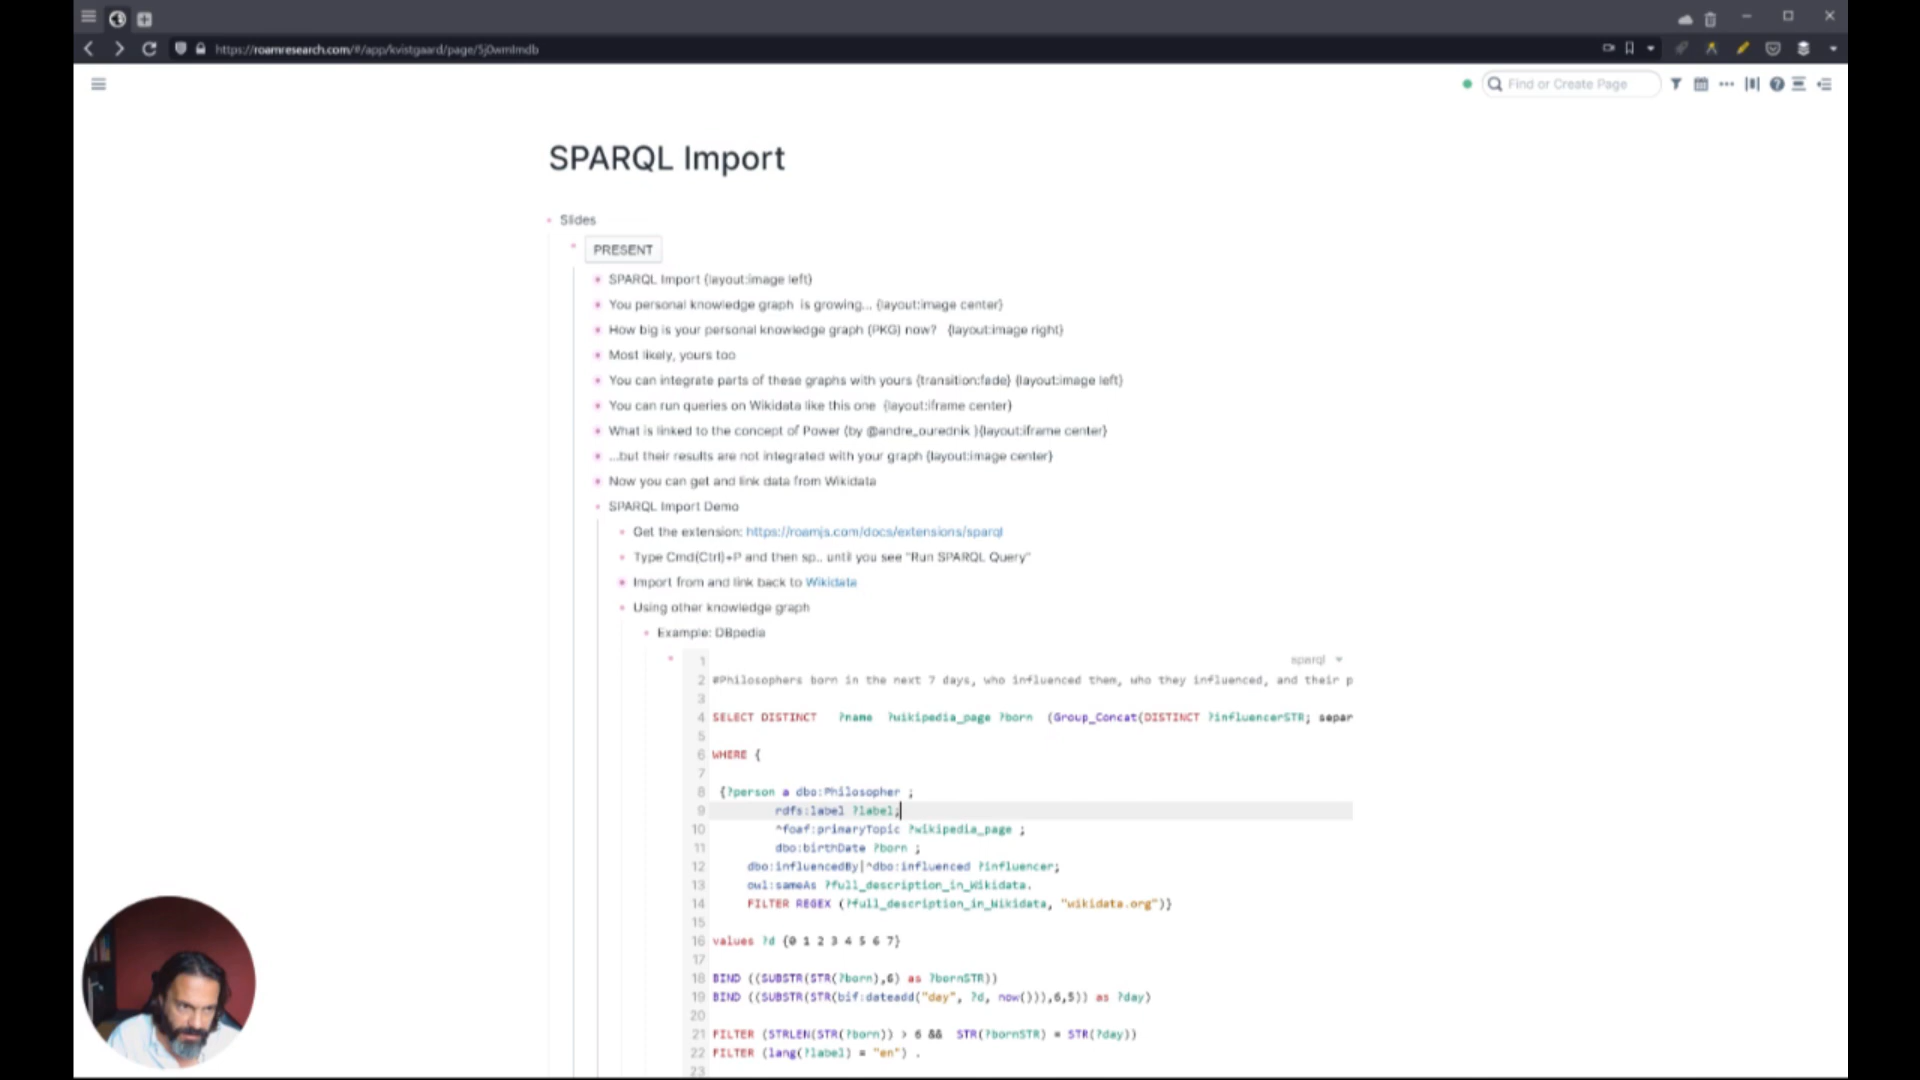 https://roamresearch.com/#/app/kvistgaard/page/5j0wmlmdb
Find or Create Page
SPARQL Import
Slides
PRESENT
SPARQL Import {layout:image left}
You personal knowledge graph is growing... {layout:image center}
How big is your personal knowledge graph (PKG) now? {layout:image right}
Most likely, yours too
You can integrate parts of these graphs with yours {transition:fade} {layout:image left}
You can run queries on Wikidata like this one {layout:iframe center}
What is linked to the concept of Power (by @andre_ourednik ){layout:iframe center}
...but their results are not integrated with your graph {layout:image center}
Now you can get and link data from Wikidata
SPARQL Import Demo
Get the extension: https://roamjs.com/docs/extensions/sparql
Type Cmd(Ctrl)+P and then sp.. until you see "Run SPARQL Query"
Import from and link back to Wikidata
Using other knowledge graph
Example: DBpedia
sparql
1
2 #Philosophers born in the next 7 days, who influenced them, who they influenced, and their p
3
4 SELECT DISTINCT ?name ?wikipedia_page ?born (Group_Concat(DISTINCT ?influencerSTR; separ
5
6 WHERE {
7
8 {?person a dbo:Philosopher ;
9 rdfs:label ?label;
10 ^foaf:primaryTopic ?wikipedia_page ;
11 dbo:birthDate ?born ;
12 dbo:influencedBy|^dbo:influenced ?influencer;
13 owl:sameAs ?full_description_in_Wikidata.
14 FILTER REGEX (?full_description_in_Wikidata, "wikidata.org")}
15
16 values ?d {0 1 2 3 4 5 6 7}
17
18 BIND ((SUBSTR(STR(?born),6) as ?bornSTR))
19 BIND ((SUBSTR(STR(bif:dateadd("day", ?d, now())),6,5)) as ?day)
20
21 FILTER (STRLEN(STR(?born)) > 6 && STR(?bornSTR) = STR(?day))
22 FILTER (lang(?label) = "en") .
23